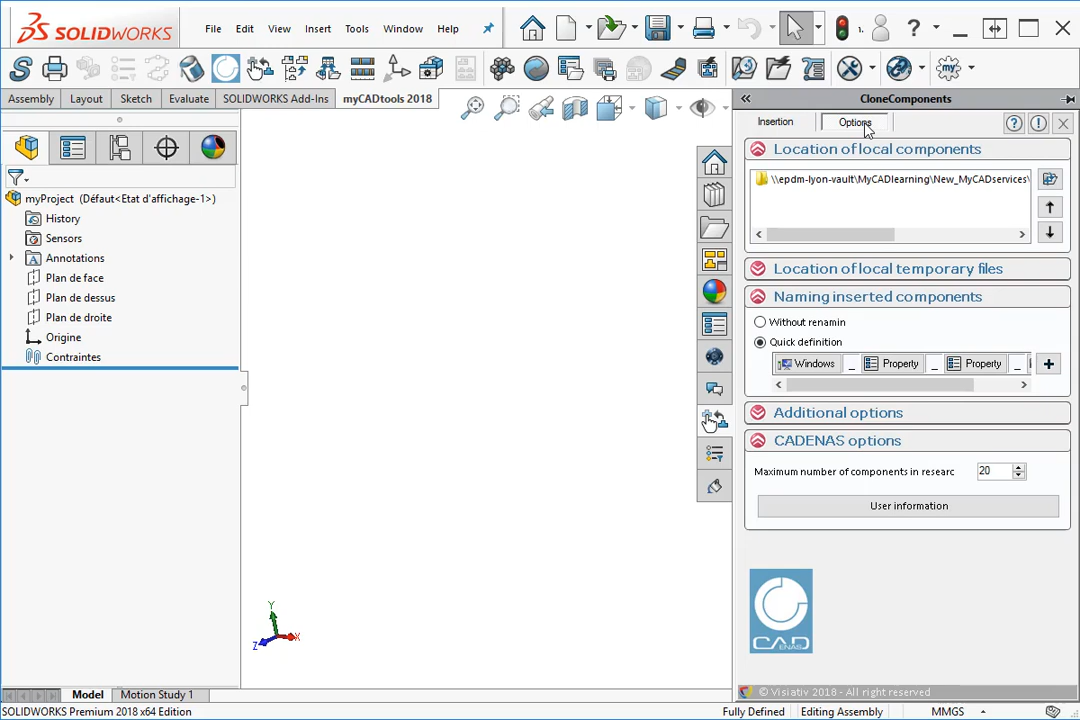 SOLIDWORKS File Edit View Insert Tools Window Help
Assembly Layout Sketch Evaluate SOLIDWORKS Add-Ins myCADtools 2018
CloneComponents
Insertion Options
myProject (Défaut<Etat d'affichage-1>)
History
Sensors
Annotations
Plan de face
Plan de dessus
Plan de droite
Origine
Contraintes
Location of local components
\\epdm-lyon-vault\MyCADlearning\New_MyCADservices\
Location of local temporary files
Naming inserted components
Without renamin
Quick definition
Windows _ Property _ Property _
Additional options
CADENAS options
Maximum number of components in researc 20
User information
CAD
ENAS
Y
Z X
© Visiativ 2018 - All right reserved
Model Motion Study 1
SOLIDWORKS Premium 2018 x64 Edition Fully Defined Editing Assembly MMGS